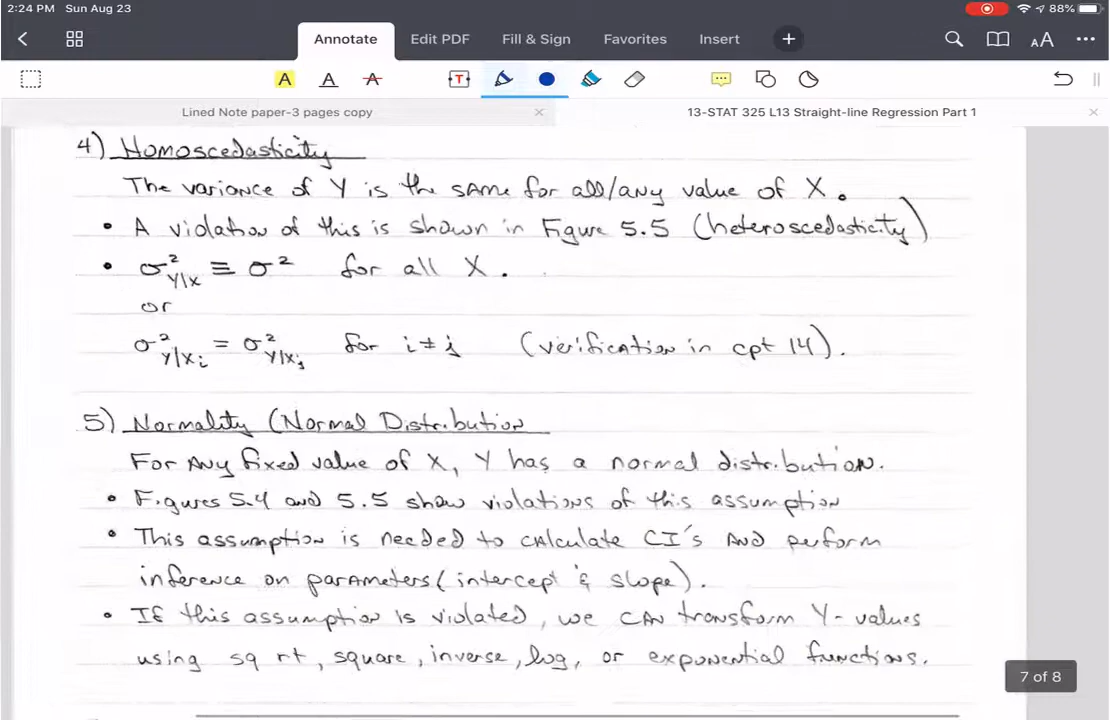 2:24 PM Sun Aug 23 88%
Annotate Edit PDF Fill & Sign Favorites Insert +
AA
A A A T
Lined Note paper-3 pages copy × 13-STAT 325 L13 Straight-line Regression Part 1 ×
4) Homoscedasticity
The variance of Y is the same for all/any value of X.
• A violation of this is shown in Figure 5.5 (heteroscedasticity)
• σ²Y|X ≡ σ² for all X.
or
σ²Y|Xi = σ²Y|Xj for i≠j (verification in cpt 14).
5) Normality (Normal Distribution
For Any fixed value of X, Y has a normal distribution.
• Figures 5.4 and 5.5 show violations of this assumption
• This assumption is needed to calculate CI's AND perform
inference on parameters (intercept & slope).
• If this assumption is violated, we CAN transform Y-values
using sq rt, square, inverse, log, or exponential functions.
7 of 8